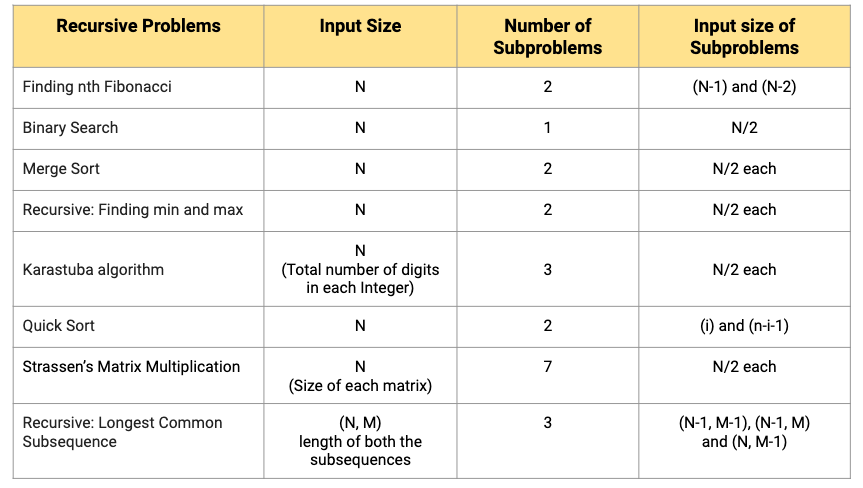 Recursive Problems
Input Size
Number of
Subproblems
Input size of
Subproblems
Finding nth Fibonacci
N
2
(N-1) and (N-2)
Binary Search
N
1
N/2
Merge Sort
N
2
N/2 each
Recursive: Finding min and max
N
2
N/2 each
Karastuba algorithm
N
(Total number of digits
in each Integer)
3
N/2 each
Quick Sort
N
2
(i) and (n-i-1)
Strassen’s Matrix Multiplication
N
(Size of each matrix)
7
N/2 each
Recursive: Longest Common
Subsequence
(N, M)
length of both the
subsequences
3
(N-1, M-1), (N-1, M)
and (N, M-1)